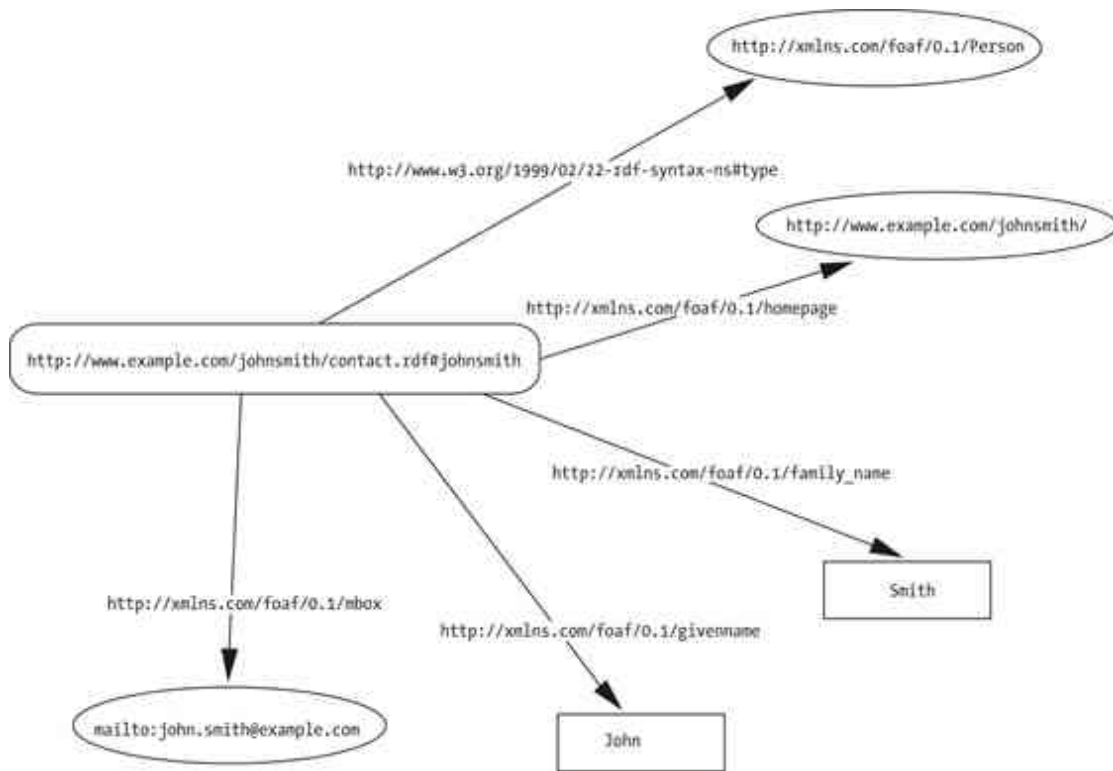 http://xmlns.com/foaf/0.1/Person
http://www.w3.org/1999/02/22-rdf-syntax-ns#type
http://www.example.com/johnsmith/
http://xmlns.com/foaf/0.1/homepage
http://www.example.com/johnsmith/contact.rdf#johnsmith
http://xmlns.com/foaf/0.1/family_name
Smith
http://xmlns.com/foaf/0.1/mbox
http://xmlns.com/foaf/0.1/givenname
mailto:john.smith@example.com
John